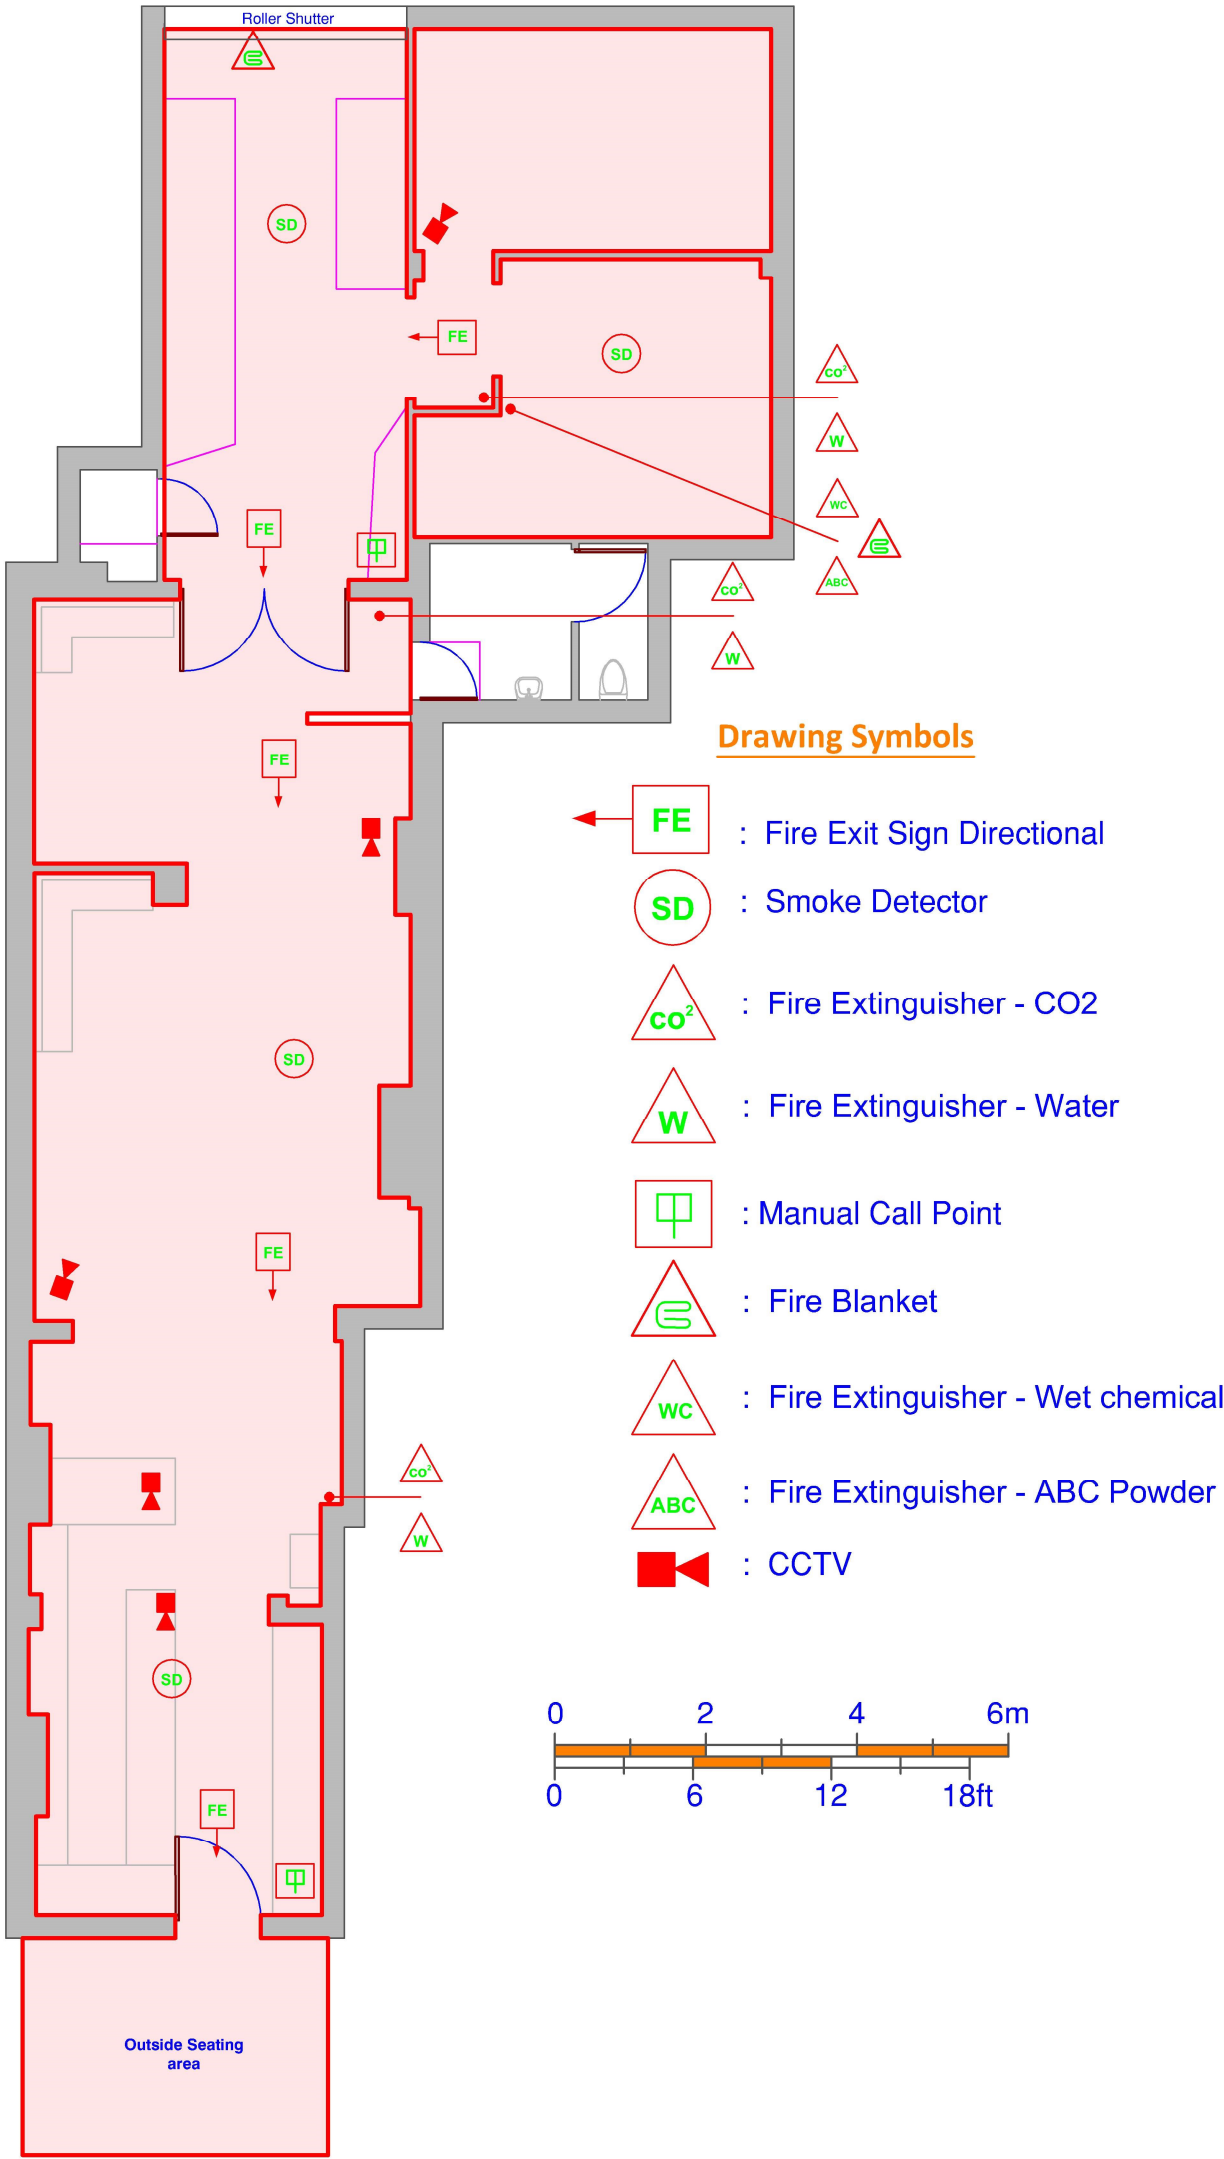 Roller Shutter
SD
FE
SD
co²
W
WC
ABC
FE
co²
W
FE
Drawing Symbols
FE : Fire Exit Sign Directional
SD : Smoke Detector
co² : Fire Extinguisher - CO2
SD
W : Fire Extinguisher - Water
: Manual Call Point
FE
: Fire Blanket
WC : Fire Extinguisher - Wet chemical
co²
W
ABC : Fire Extinguisher - ABC Powder
: CCTV
SD
0 2 4 6m
0 6 12 18ft
FE
Outside Seating
area